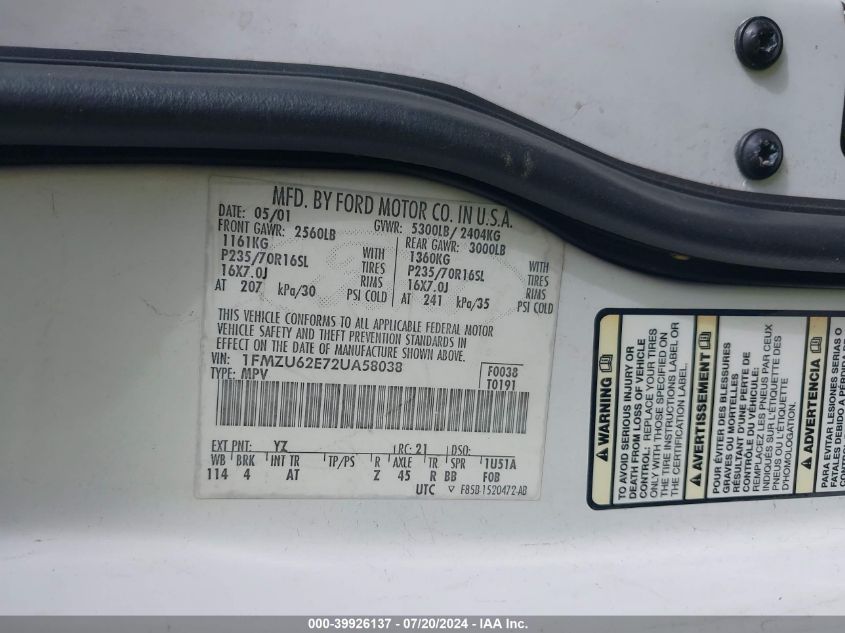 MFD. BY FORD MOTOR CO. IN U.S.A.
DATE: 05/01 GVWR: 5300LB/ 2404KG
FRONT GAWR: 2560LB REAR GAWR: 3000LB
1161KG WITH 1360KG WITH
P235/70R16SL TIRES P235/70R16SL TIRES
16X7.0J RIMS 16X7.0J RIMS
AT 207 kPa/30 PSI COLD AT 241 kPa/35 PSI COLD
THIS VEHICLE CONFORMS TO ALL APPLICABLE FEDERAL MOTOR
VEHICLE SAFETY AND THEFT PREVENTION STANDARDS IN
EFFECT ON THE DATE OF MANUFACTURE SHOWN ABOVE.
VIN: 1FMZU62E72UA58038 F0038
TYPE: MPV T0191
EXT PNT: YZ RC: 21 DSO:
WB BRK INT TR TP/PS R AXLE TR SPR 1U51A
114 4 AT Z 45 R BB FOB
UTC ▽ F85B-1520472-AB
WARNING
TO AVOID SERIOUS INJURY OR
DEATH FROM LOSS OF VEHICLE
CONTROL: REPLACE YOUR TIRES
ONLY WITH THOSE SPECIFIED ON
THE TIRE INSTRUCTIONS LABEL OR
THE CERTIFICATION LABEL.
AVERTISSEMENT
POUR ÉVITER DES BLESSURES
GRAVES OU MORTELLES
RÉSULTANT D'UNE PERTE DE
CONTRÔLE DU VÉHICULE:
REMPLACEZ LES PNEUS PAR CEUX
INDIQUÉS SUR L'ÉTIQUETTE DES
PNEUS OU L'ÉTIQUETTE
D'HOMOLOGATION.
ADVERTENCIA
PARA EVITAR LESIONES SERIAS O
FATALES DEBIDO A PÉRDIDA DE
000-39926137 - 07/20/2024 - IAA Inc.